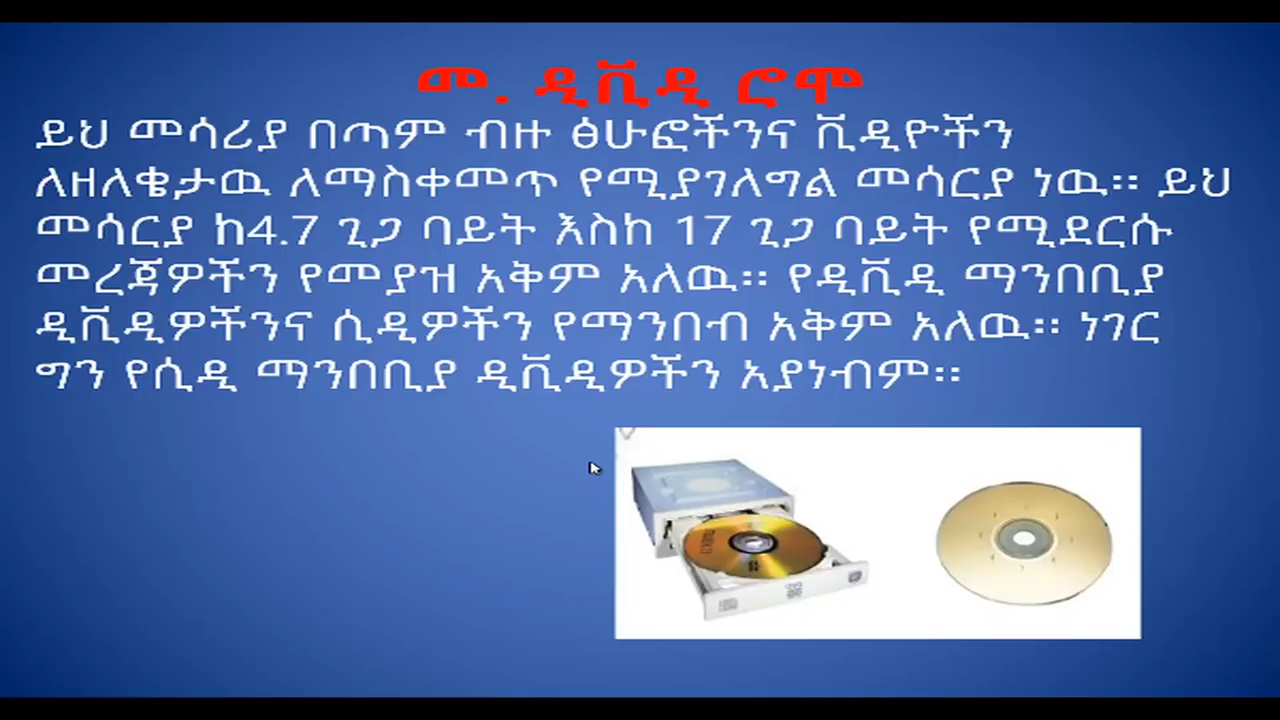 መ. ዲቪዲ ሮሞ
ይህ መሳሪያ በጣም ብዙ ፅሁፎችንና ቪዲዮችን
ለዘለቄታዉ ለማስቀመጥ የሚያገለግል መሳርያ ነዉ፡፡ ይህ
መሳርያ ከ4.7 ጊጋ ባይት እስከ 17 ጊጋ ባይት የሚደርሱ
መረጃዎችን የመያዝ አቅም አለዉ፡፡ የዲቪዲ ማንበቢያ
ዲቪዲዎችንና ሲዲዎችን የማንበብ አቅም አለዉ፡፡ ነገር
ግን የሲዲ ማንበቢያ ዲቪዲዎችን አያነብም፡፡